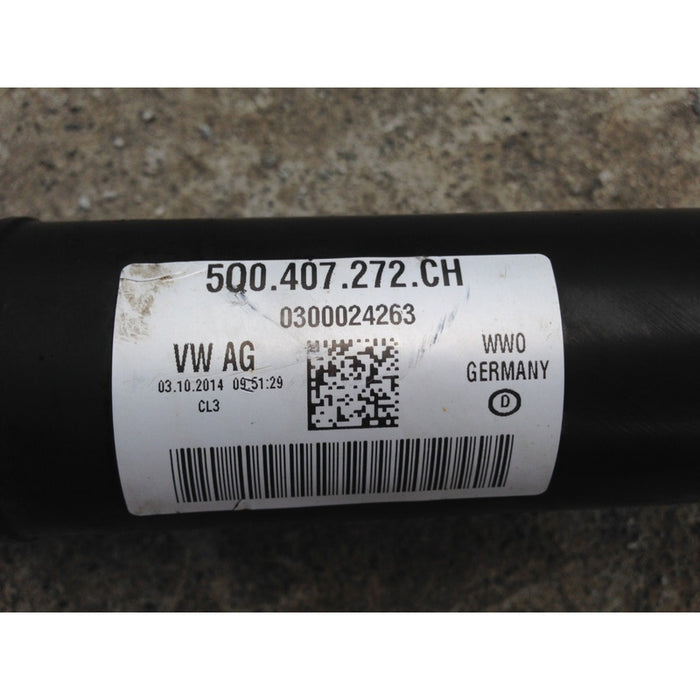 5Q0.407.272.CH
0300024263
VW AG
03.10.2014 09:51:29
CL3
WWO
GERMANY
D